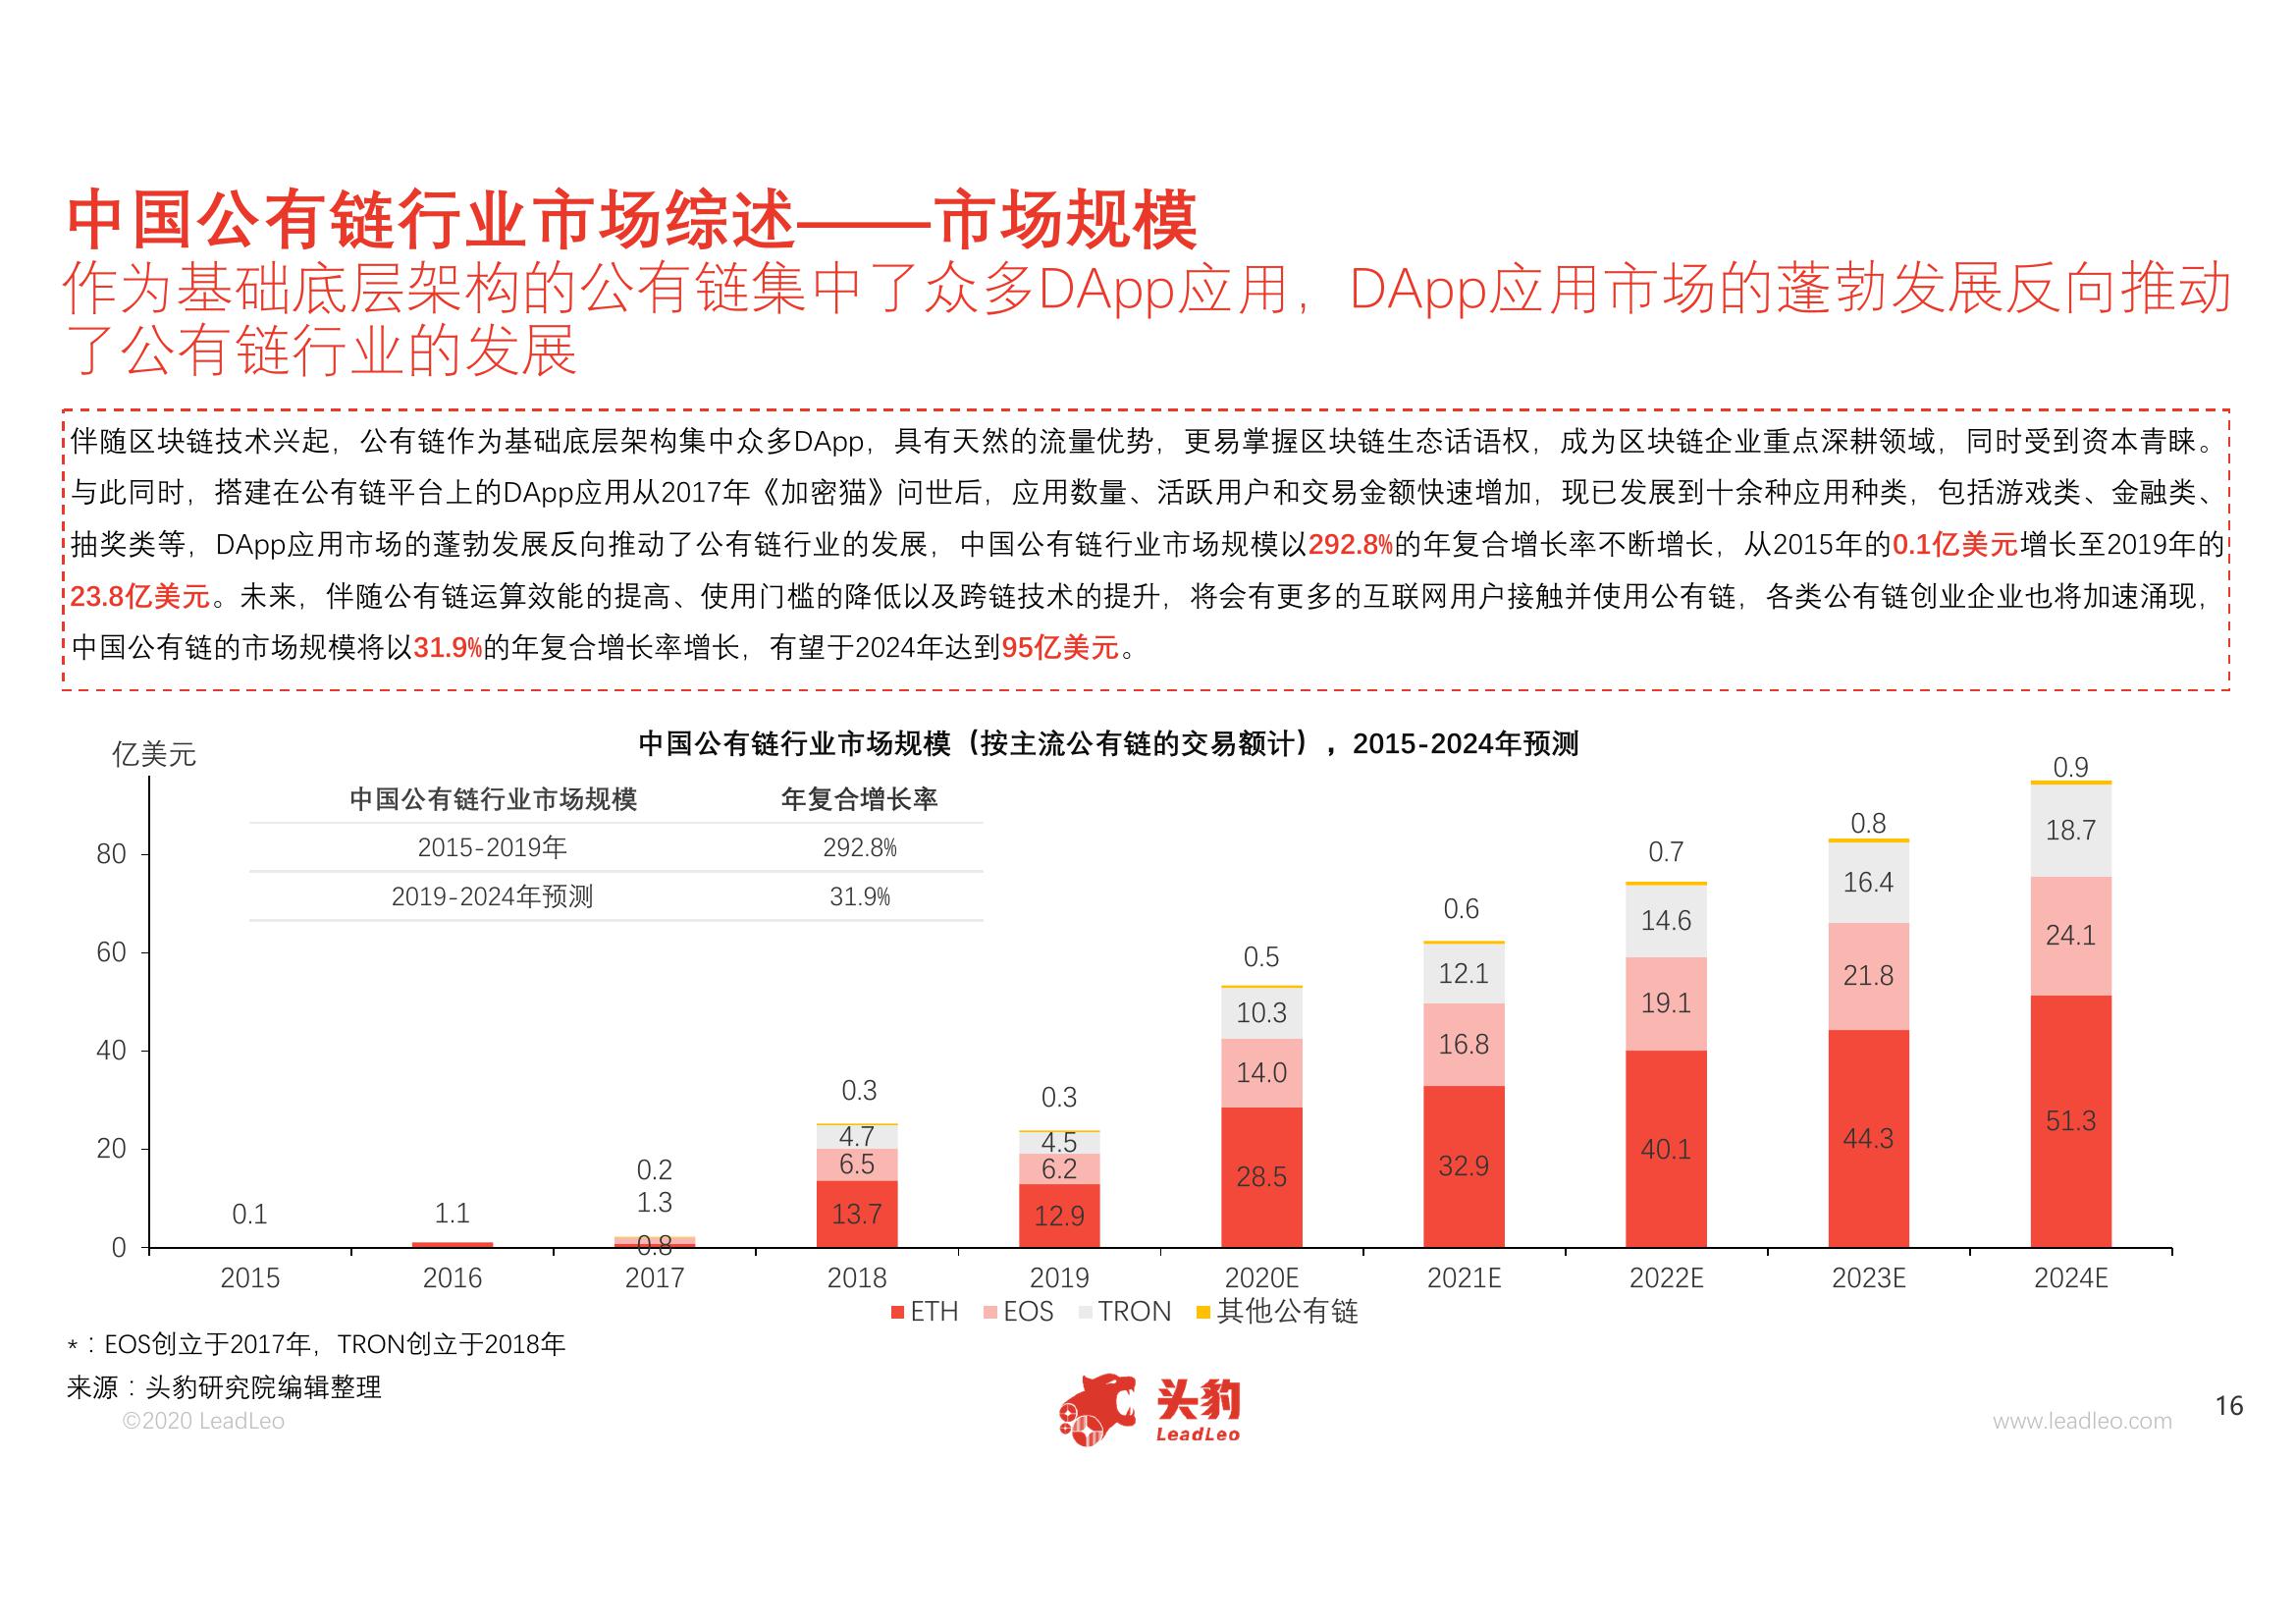 中国公有链行业市场综述——市场规模
作为基础底层架构的公有链集中了众多DApp应用，DApp应用市场的蓬勃发展反向推动
了公有链行业的发展
伴随区块链技术兴起，公有链作为基础底层架构集中众多DApp，具有天然的流量优势，更易掌握区块链生态话语权，成为区块链企业重点深耕领域，同时受到资本青睐。
与此同时，搭建在公有链平台上的DApp应用从2017年《加密猫》问世后，应用数量、活跃用户和交易金额快速增加，现已发展到十余种应用种类，包括游戏类、金融类、
抽奖类等，DApp应用市场的蓬勃发展反向推动了公有链行业的发展，中国公有链行业市场规模以292.8%的年复合增长率不断增长，从2015年的0.1亿美元增长至2019年的
23.8亿美元。未来，伴随公有链运算效能的提高、使用门槛的降低以及跨链技术的提升，将会有更多的互联网用户接触并使用公有链，各类公有链创业企业也将加速涌现，
中国公有链的市场规模将以31.9%的年复合增长率增长，有望于2024年达到95亿美元。
中国公有链行业市场规模（按主流公有链的交易额计），2015-2024年预测
亿美元
中国公有链行业市场规模 年复合增长率
2015-2019年 292.8%
2019-2024年预测 31.9%
80
60
40
20
0
0.1
1.1
0.2
1.3
0.8
0.3
4.7
6.5
13.7
0.3
4.5
6.2
12.9
0.5
10.3
14.0
28.5
0.6
12.1
16.8
32.9
0.7
14.6
19.1
40.1
0.8
16.4
21.8
44.3
0.9
18.7
24.1
51.3
2015 2016 2017 2018 2019 2020E 2021E 2022E 2023E 2024E
ETH EOS TRON 其他公有链
*：EOS创立于2017年，TRON创立于2018年
来源：头豹研究院编辑整理
©2020 LeadLeo
头豹
LeadLeo
www.leadleo.com
16